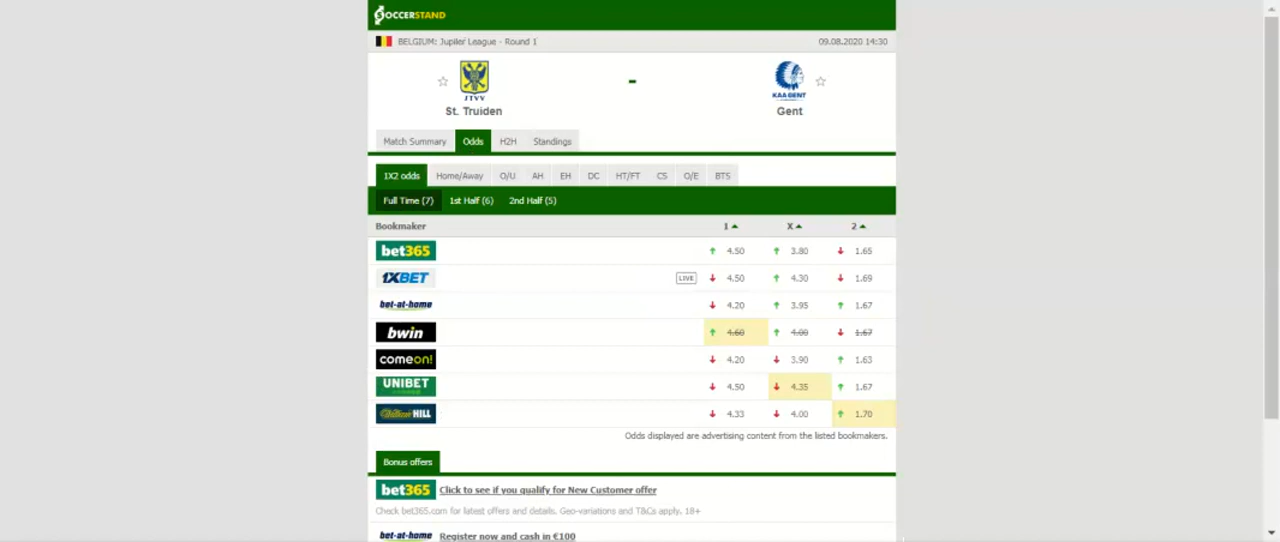 SOCCERSTAND
BELGIUM: Jupiler League - Round 1 09.08.2020 14:30
STVV KAA GENT
-
St. Truiden Gent
Match Summary Odds H2H Standings
1X2 odds Home/Away O/U AH EH DC HT/FT CS O/E BTS
Full Time (7) 1st Half (6) 2nd Half (5)
Bookmaker 1 X 2
bet365 4.50 3.80 1.65
1XBET LIVE 4.50 4.30 1.69
bet-at-home 4.20 3.95 1.67
bwin 4.60 4.00 1.67
comeon! 4.20 3.90 1.63
UNIBET 4.50 4.35 1.67
William HILL 4.33 4.00 1.70
Odds displayed are advertising content from the listed bookmakers.
Bonus offers
bet365 Click to see if you qualify for New Customer offer
Check bet365.com for latest offers and details. Geo-variations and T&Cs apply. 18+
bet-at-home Register now and cash in €100